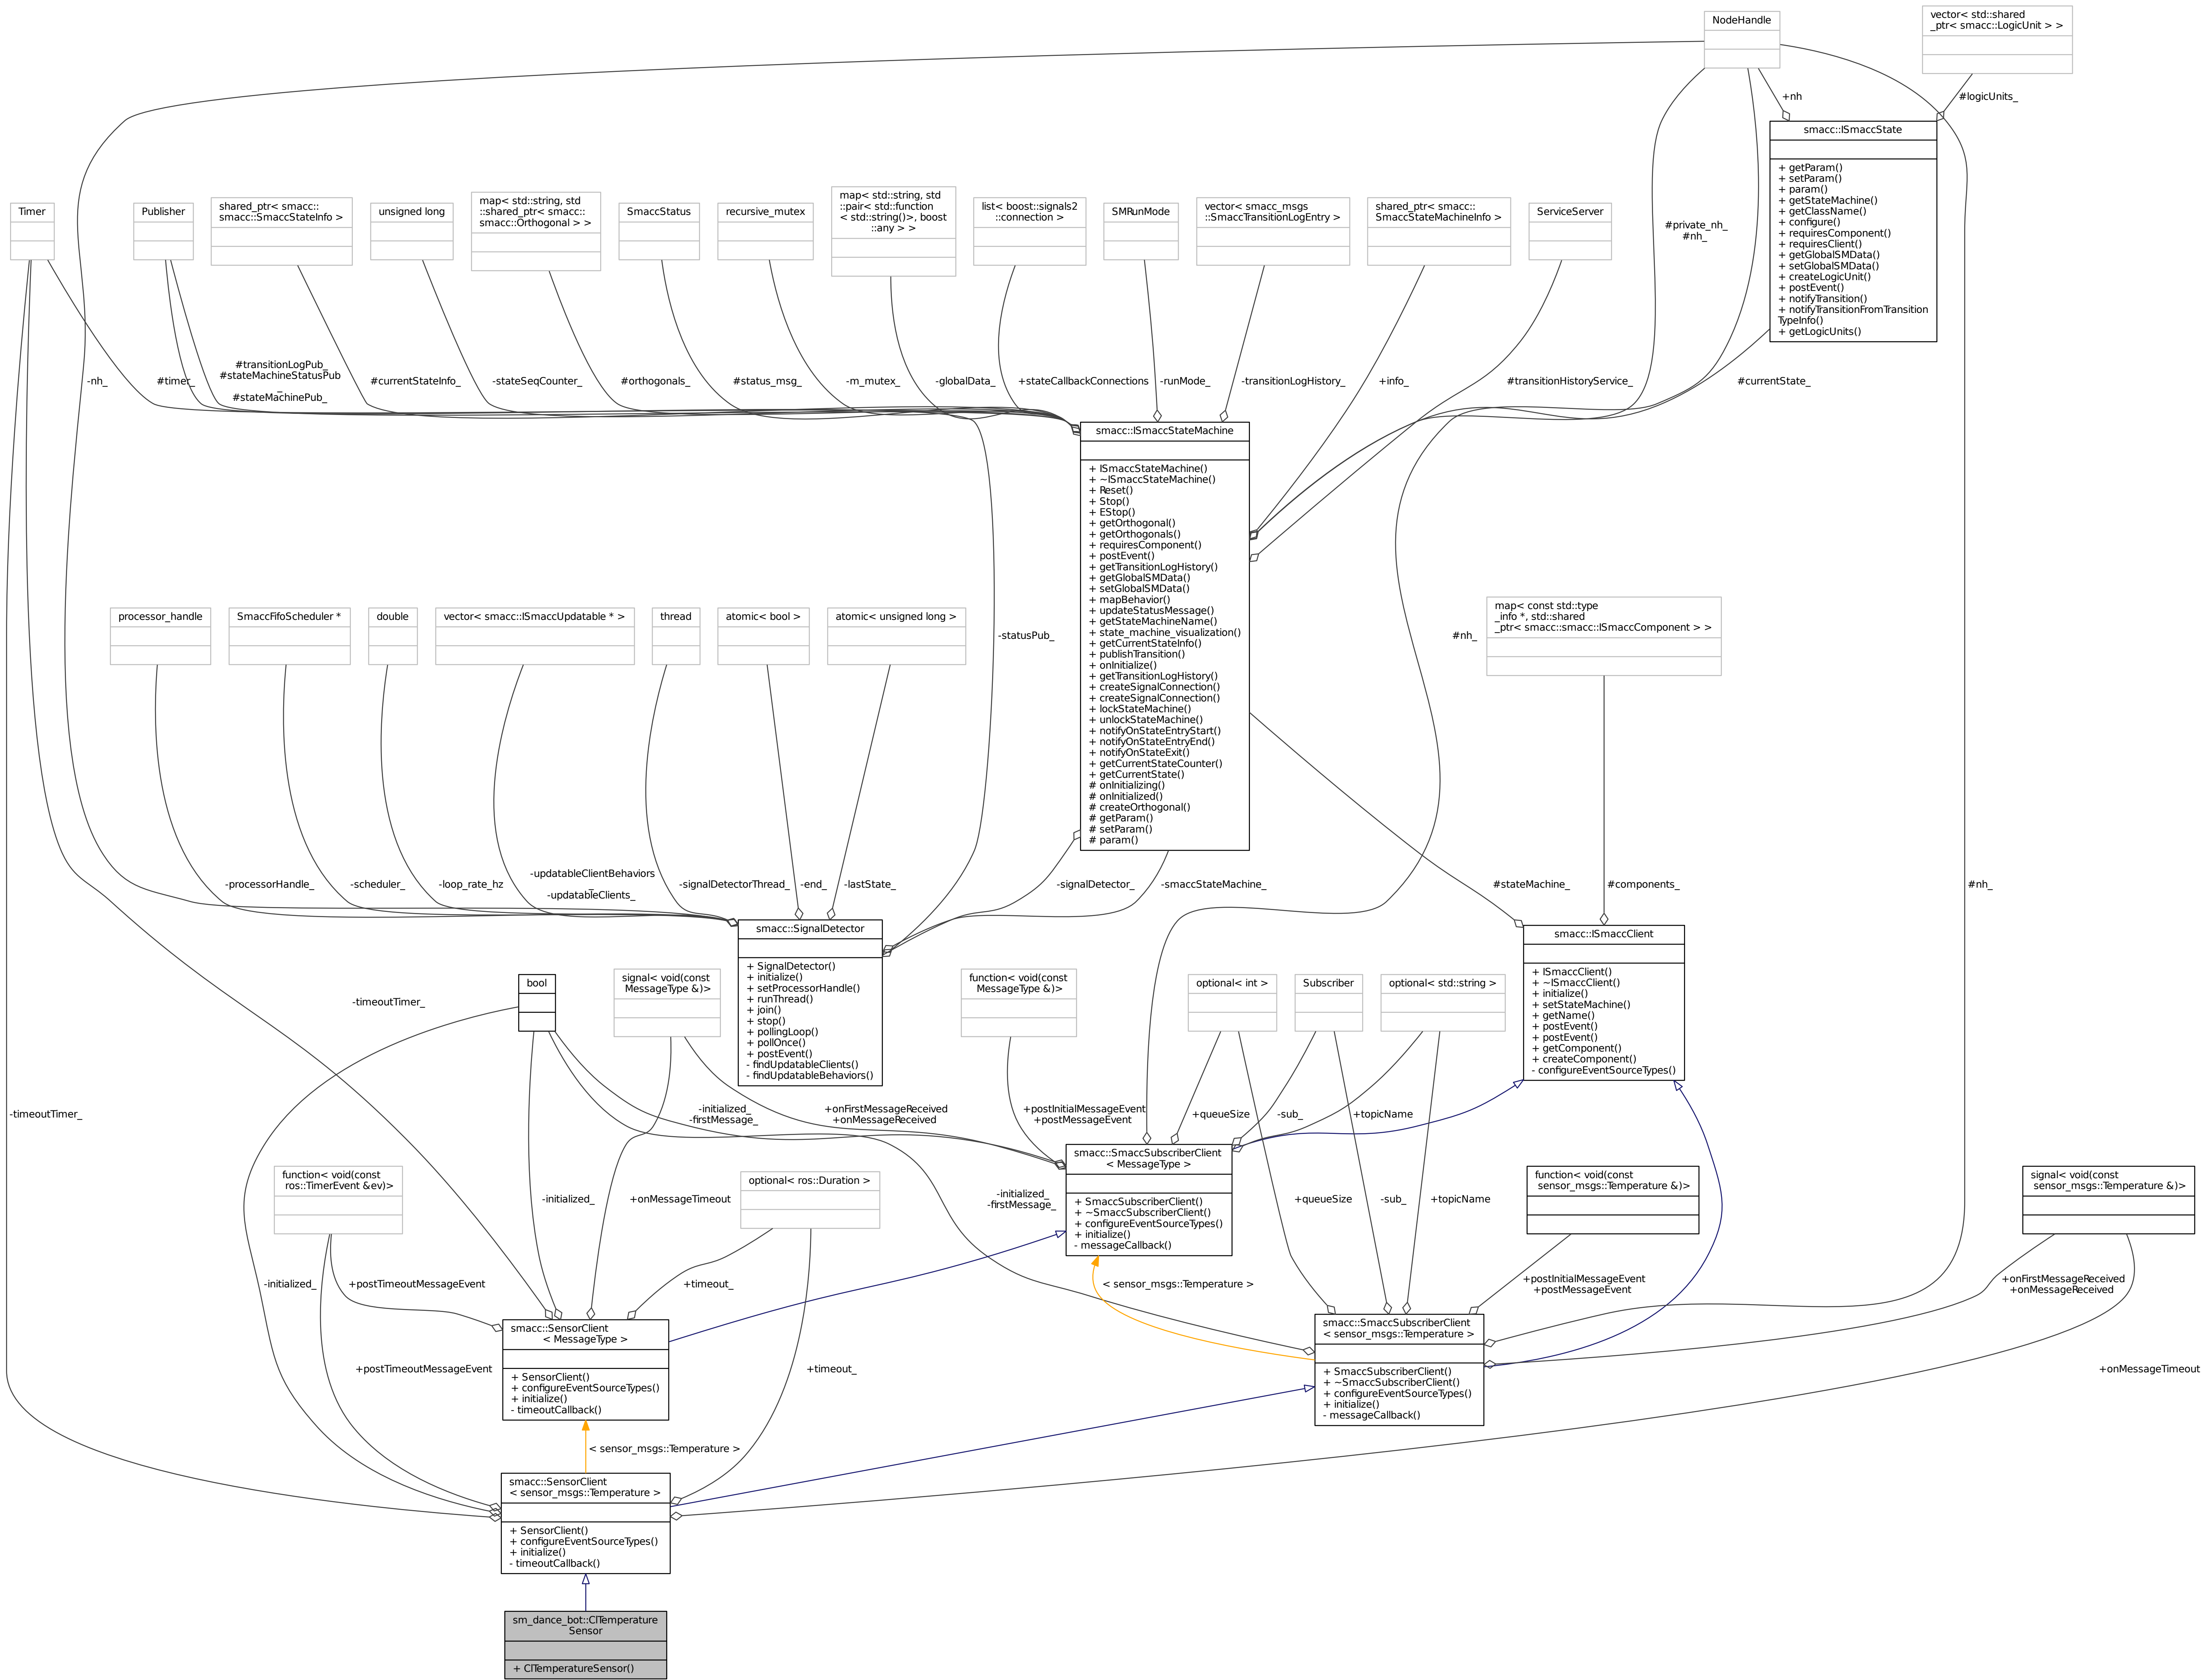 NodeHandle
vector< std::shared
_ptr< smacc::LogicUnit > >
+nh
#logicUnits_
smacc::ISmaccState
+ getParam()
+ setParam()
+ param()
+ getStateMachine()
+ getClassName()
+ configure()
+ requiresComponent()
+ requiresClient()
+ getGlobalSMData()
+ setGlobalSMData()
+ createLogicUnit()
+ postEvent()
+ notifyTransition()
+ notifyTransitionFromTransition
TypeInfo()
+ getLogicUnits()
Timer
Publisher
shared_ptr< smacc::
smacc::SmaccStateInfo >
unsigned long
map< std::string, std
::shared_ptr< smacc::
smacc::Orthogonal > >
SmaccStatus
recursive_mutex
map< std::string, std
::pair< std::function
< std::string()>, boost
::any > >
list< boost::signals2
::connection >
SMRunMode
vector< smacc_msgs
::SmaccTransitionLogEntry >
shared_ptr< smacc::
SmaccStateMachineInfo >
ServiceServer
#private_nh_
#nh_
-nh_
#timer_
#transitionLogPub_
#stateMachineStatusPub
_
#stateMachinePub_
#currentStateInfo_
-stateSeqCounter_
#orthogonals_
#status_msg_
-m_mutex_
-globalData_
+stateCallbackConnections
-runMode_
-transitionLogHistory_
+info_
#transitionHistoryService_
#currentState_
smacc::ISmaccStateMachine
+ ISmaccStateMachine()
+ ~ISmaccStateMachine()
+ Reset()
+ Stop()
+ EStop()
+ getOrthogonal()
+ getOrthogonals()
+ requiresComponent()
+ postEvent()
+ getTransitionLogHistory()
+ getGlobalSMData()
+ setGlobalSMData()
+ mapBehavior()
+ updateStatusMessage()
+ getStateMachineName()
+ state_machine_visualization()
+ getCurrentStateInfo()
+ publishTransition()
+ onInitialize()
+ getTransitionLogHistory()
+ createSignalConnection()
+ createSignalConnection()
+ lockStateMachine()
+ unlockStateMachine()
+ notifyOnStateEntryStart()
+ notifyOnStateEntryEnd()
+ notifyOnStateExit()
+ getCurrentStateCounter()
+ getCurrentState()
# onInitializing()
# onInitialized()
# createOrthogonal()
# getParam()
# setParam()
# param()
processor_handle
SmaccFifoScheduler *
double
vector< smacc::ISmaccUpdatable * >
thread
atomic< bool >
atomic< unsigned long >
-statusPub_
#nh_
map< const std::type
_info *, std::shared
_ptr< smacc::smacc::ISmaccComponent > >
-processorHandle_
-scheduler_
-loop_rate_hz
-updatableClientBehaviors
_
-updatableClients_
-signalDetectorThread_
-end_
-lastState_
-signalDetector_
-smaccStateMachine_
#stateMachine_
#components_
#nh_
smacc::SignalDetector
+ SignalDetector()
+ initialize()
+ setProcessorHandle()
+ runThread()
+ join()
+ stop()
+ pollingLoop()
+ pollOnce()
+ postEvent()
- findUpdatableClients()
- findUpdatableBehaviors()
smacc::ISmaccClient
+ ISmaccClient()
+ ~ISmaccClient()
+ initialize()
+ setStateMachine()
+ getName()
+ postEvent()
+ postEvent()
+ getComponent()
+ createComponent()
- configureEventSourceTypes()
-timeoutTimer_
bool
signal< void(const
MessageType &)>
function< void(const
MessageType &)>
optional< int >
Subscriber
optional< std::string >
-timeoutTimer_
-initialized_
-firstMessage_
+onFirstMessageReceived
+onMessageReceived
+postInitialMessageEvent
+postMessageEvent
+queueSize
-sub_
+topicName
smacc::SmaccSubscriberClient
< MessageType >
+ SmaccSubscriberClient()
+ ~SmaccSubscriberClient()
+ configureEventSourceTypes()
+ initialize()
- messageCallback()
function< void(const
ros::TimerEvent &ev)>
-initialized_
+onMessageTimeout
optional< ros::Duration >
-initialized_
-firstMessage_
+queueSize
-sub_
+topicName
function< void(const
sensor_msgs::Temperature &)>
signal< void(const
sensor_msgs::Temperature &)>
-initialized_
+postTimeoutMessageEvent
+timeout_
< sensor_msgs::Temperature >
+postInitialMessageEvent
+postMessageEvent
+onFirstMessageReceived
+onMessageReceived
smacc::SensorClient
< MessageType >
+ SensorClient()
+ configureEventSourceTypes()
+ initialize()
- timeoutCallback()
smacc::SmaccSubscriberClient
< sensor_msgs::Temperature >
+ SmaccSubscriberClient()
+ ~SmaccSubscriberClient()
+ configureEventSourceTypes()
+ initialize()
- messageCallback()
+postTimeoutMessageEvent
+timeout_
+onMessageTimeout
< sensor_msgs::Temperature >
smacc::SensorClient
< sensor_msgs::Temperature >
+ SensorClient()
+ configureEventSourceTypes()
+ initialize()
- timeoutCallback()
sm_dance_bot::ClTemperature
Sensor
+ ClTemperatureSensor()